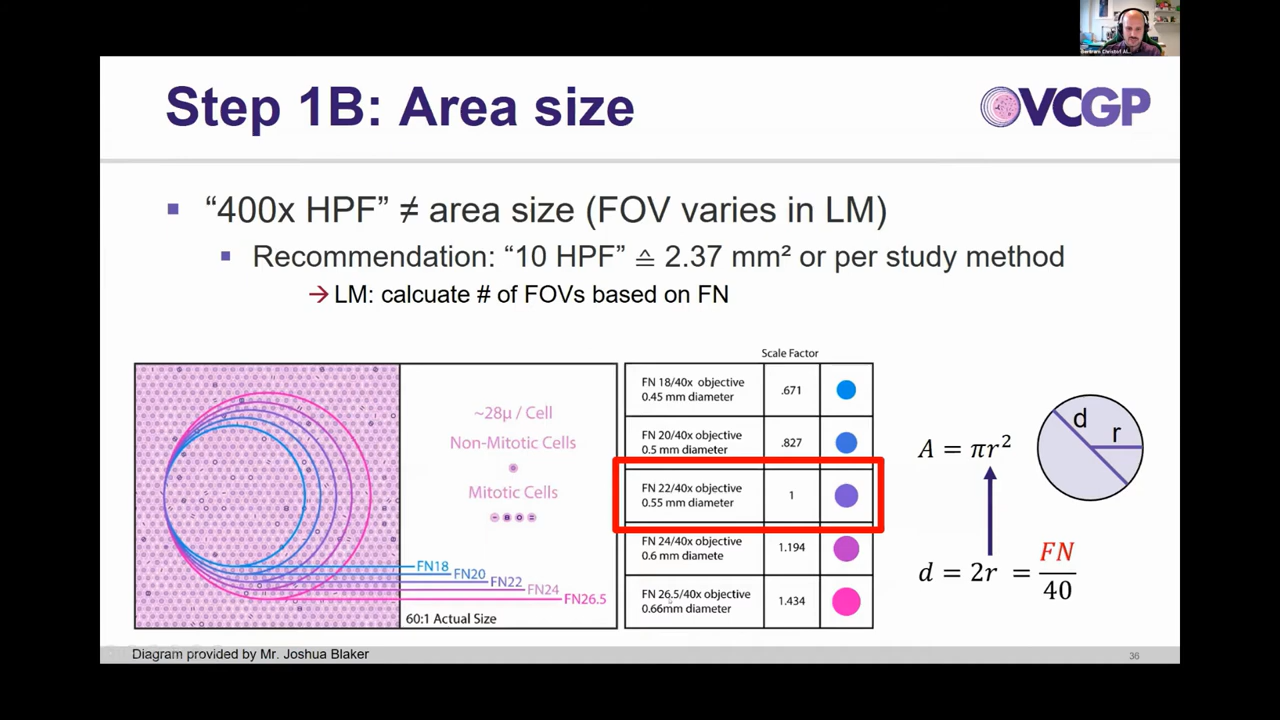 Step 1B: Area size
VCGP
"400x HPF" ≠ area size (FOV varies in LM)
Recommendation: "10 HPF" ≙ 2.37 mm² or per study method
→ LM: calcuate # of FOVs based on FN
~28µ / Cell
Non-Mitotic Cells
Mitotic Cells
FN18
FN20
FN22
FN24
FN26.5
60:1 Actual Size
Scale Factor
FN 18/40x objective
0.45 mm diameter
.671
FN 20/40x objective
0.5 mm diameter
.827
FN 22/40x objective
0.55 mm diameter
1
FN 24/40x objective
0.6 mm diamete
1.194
FN 26.5/40x objective
0.66mm diameter
1.434
A = πr²
d = 2r = FN/40
d
r
Diagram provided by Mr. Joshua Blaker
36